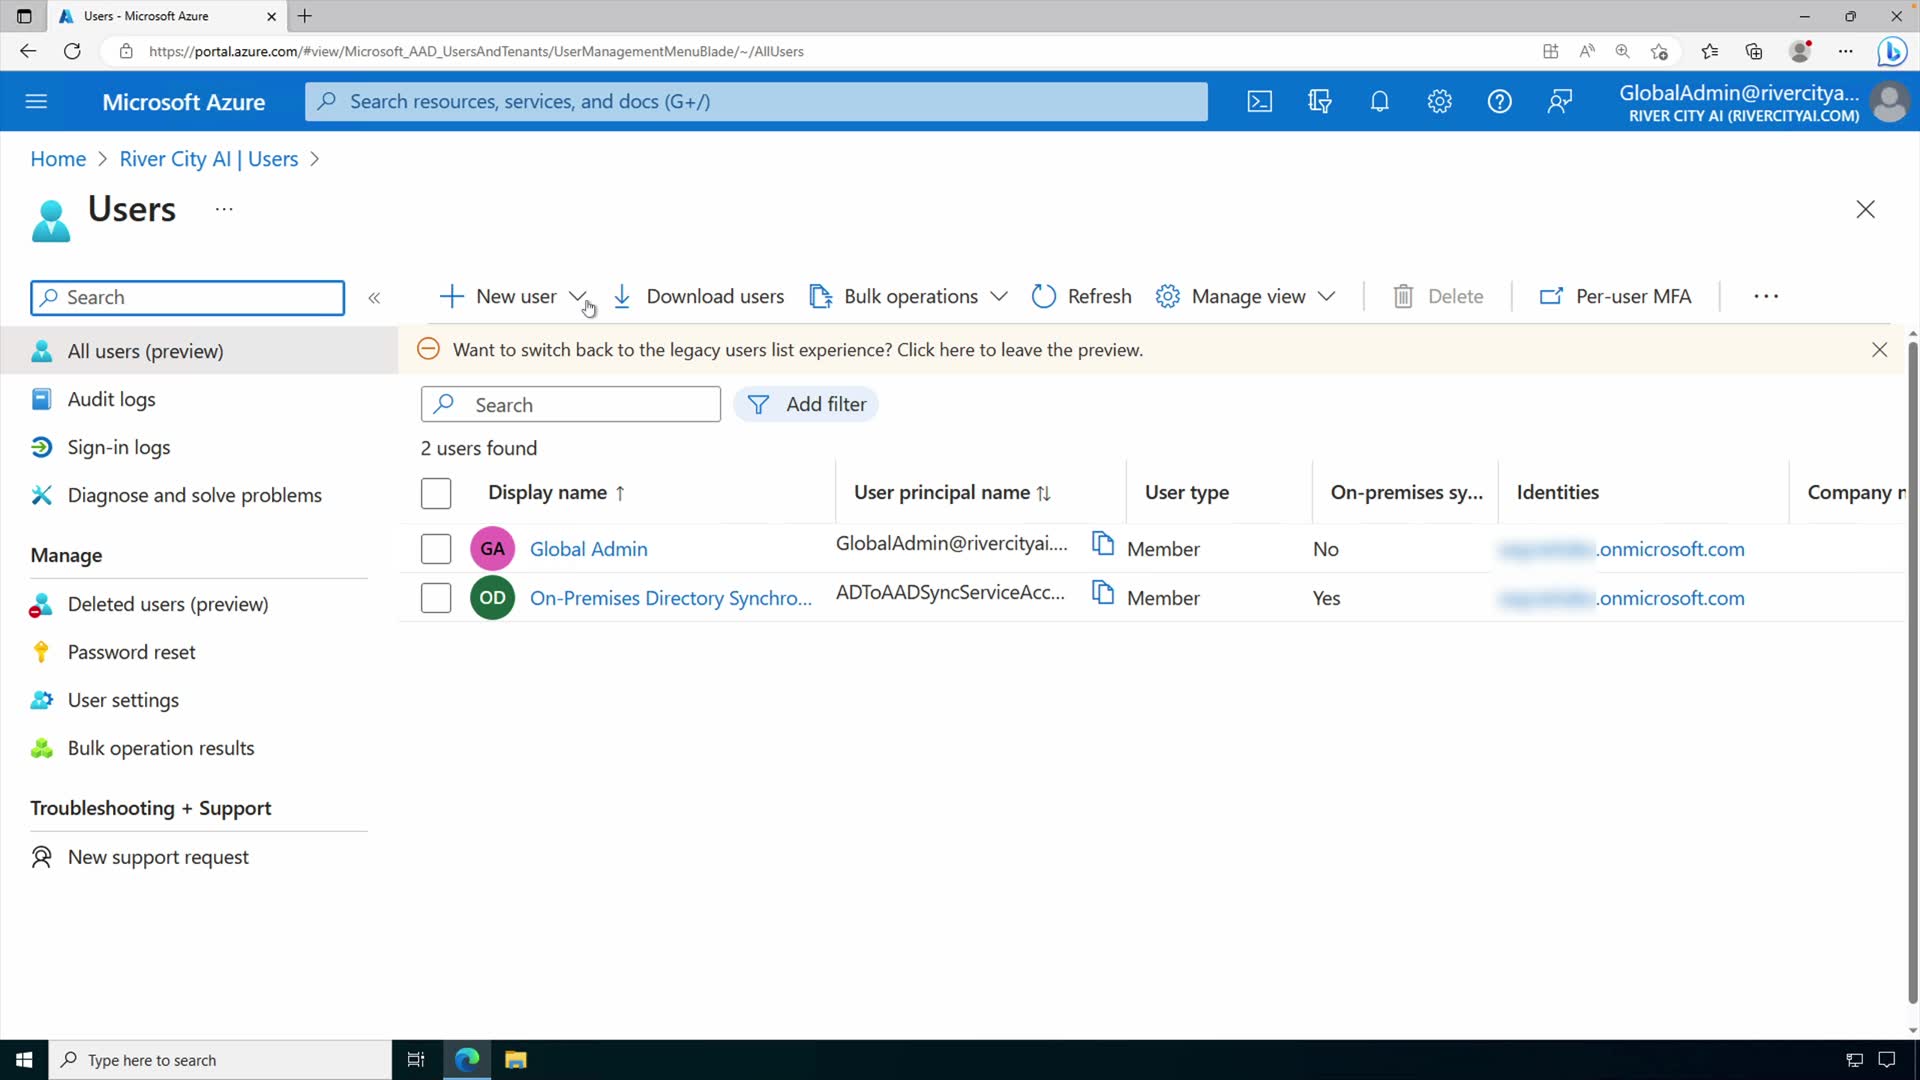 Users - Microsoft Azure
https://portal.azure.com/#view/Microsoft_AAD_UsersAndTenants/UserManagementMenuBlade/~/AllUsers
Microsoft Azure
Search resources, services, and docs (G+/)
GlobalAdmin@rivercitya...
RIVER CITY AI (RIVERCITYAI.COM)
Home > River City AI | Users >
Users ...
Search
«
New user
Download users
Bulk operations
Refresh
Manage view
Delete
Per-user MFA
...
All users (preview)
Audit logs
Sign-in logs
Diagnose and solve problems
Manage
Deleted users (preview)
Password reset
User settings
Bulk operation results
Troubleshooting + Support
New support request
Want to switch back to the legacy users list experience? Click here to leave the preview.
Search
Add filter
2 users found
Display name ↑ User principal name ↑↓ User type On-premises sy... Identities Company
GA Global Admin GlobalAdmin@rivercityai.... Member No .onmicrosoft.com
OD On-Premises Directory Synchro... ADToAADSyncServiceAcc... Member Yes .onmicrosoft.com
Type here to search